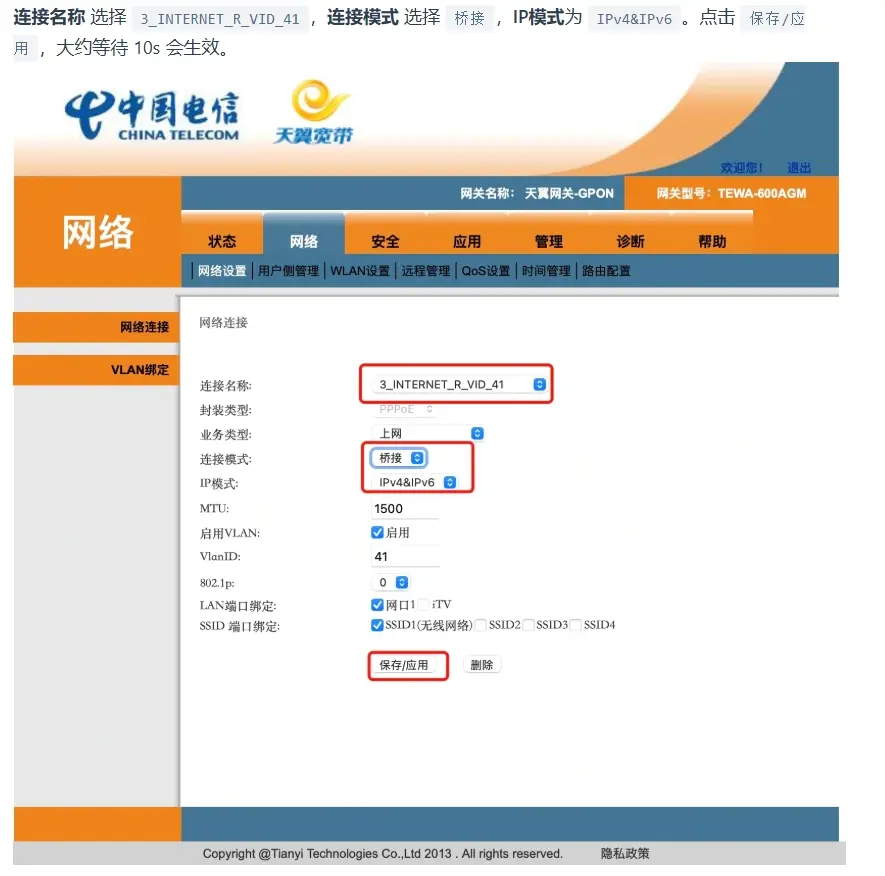 连接名称 选择 3_INTERNET_R_VID_41 ，连接模式 选择 桥接 ，IP模式为 IPv4&IPv6 。点击 保存/应
用 ，大约等待 10s 会生效。
中国电信 天翼宽带
CHINA TELECOM
欢迎您! 退出
网关名称: 天翼网关-GPON 网关型号: TEWA-600AGM
网络
状态 网络 安全 应用 管理 诊断 帮助
网络设置 用户侧管理 WLAN设置 远程管理 QoS设置 时间管理 路由配置
网络连接
VLAN绑定
网络连接
连接名称: 3_INTERNET_R_VID_41
封装类型: PPPoE
业务类型: 上网
连接模式: 桥接
IP模式: IPv4&IPv6
MTU: 1500
启用VLAN: 启用
VlanID: 41
802.1p: 0
LAN端口绑定: 网口1 iTV
SSID 端口绑定: SSID1(无线网络) SSID2 SSID3 SSID4
保存/应用 删除
Copyright @Tianyi Technologies Co.,Ltd 2013 . All rights reserved. 隐私政策